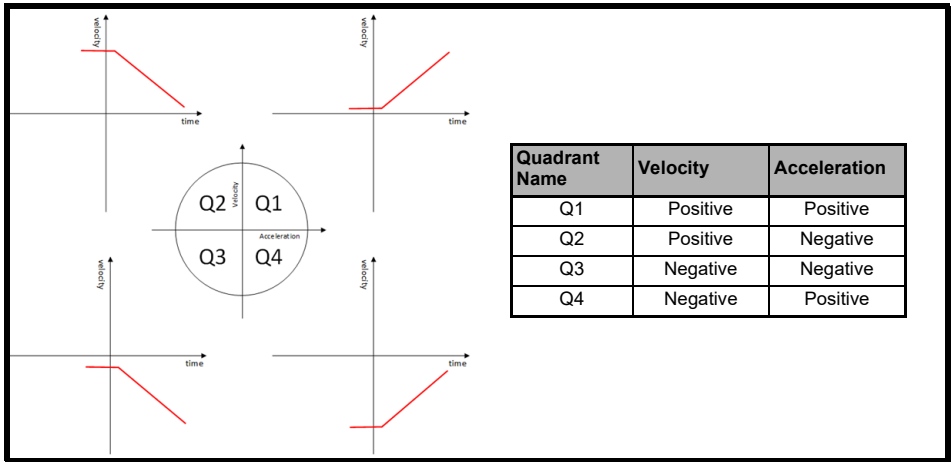 velocity
time
velocity
time
Q2
Velocity
Q1
Acceleration
Q3
Q4
velocity
time
velocity
time
Quadrant Name
Velocity
Acceleration
Q1
Positive
Positive
Q2
Positive
Negative
Q3
Negative
Negative
Q4
Negative
Positive